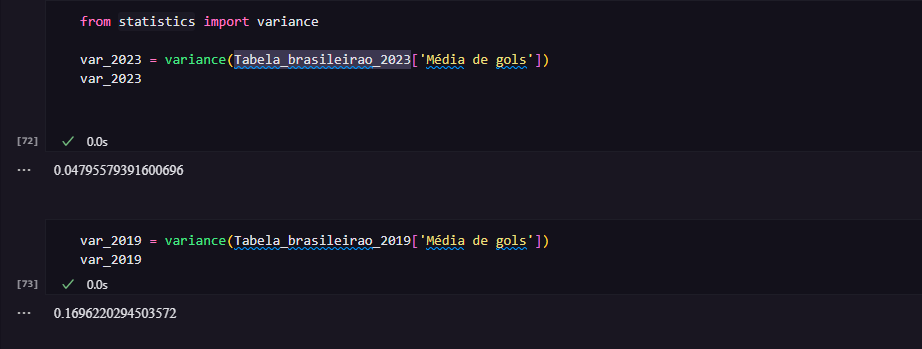 from statistics import variance
var_2023 = variance(Tabela_brasileirao_2023['Média de gols'])
var_2023
[72]
0.0s
0.04795579391600696
var_2019 = variance(Tabela_brasileirao_2019['Média de gols'])
var_2019
[73]
0.0s
0.1696220294503572